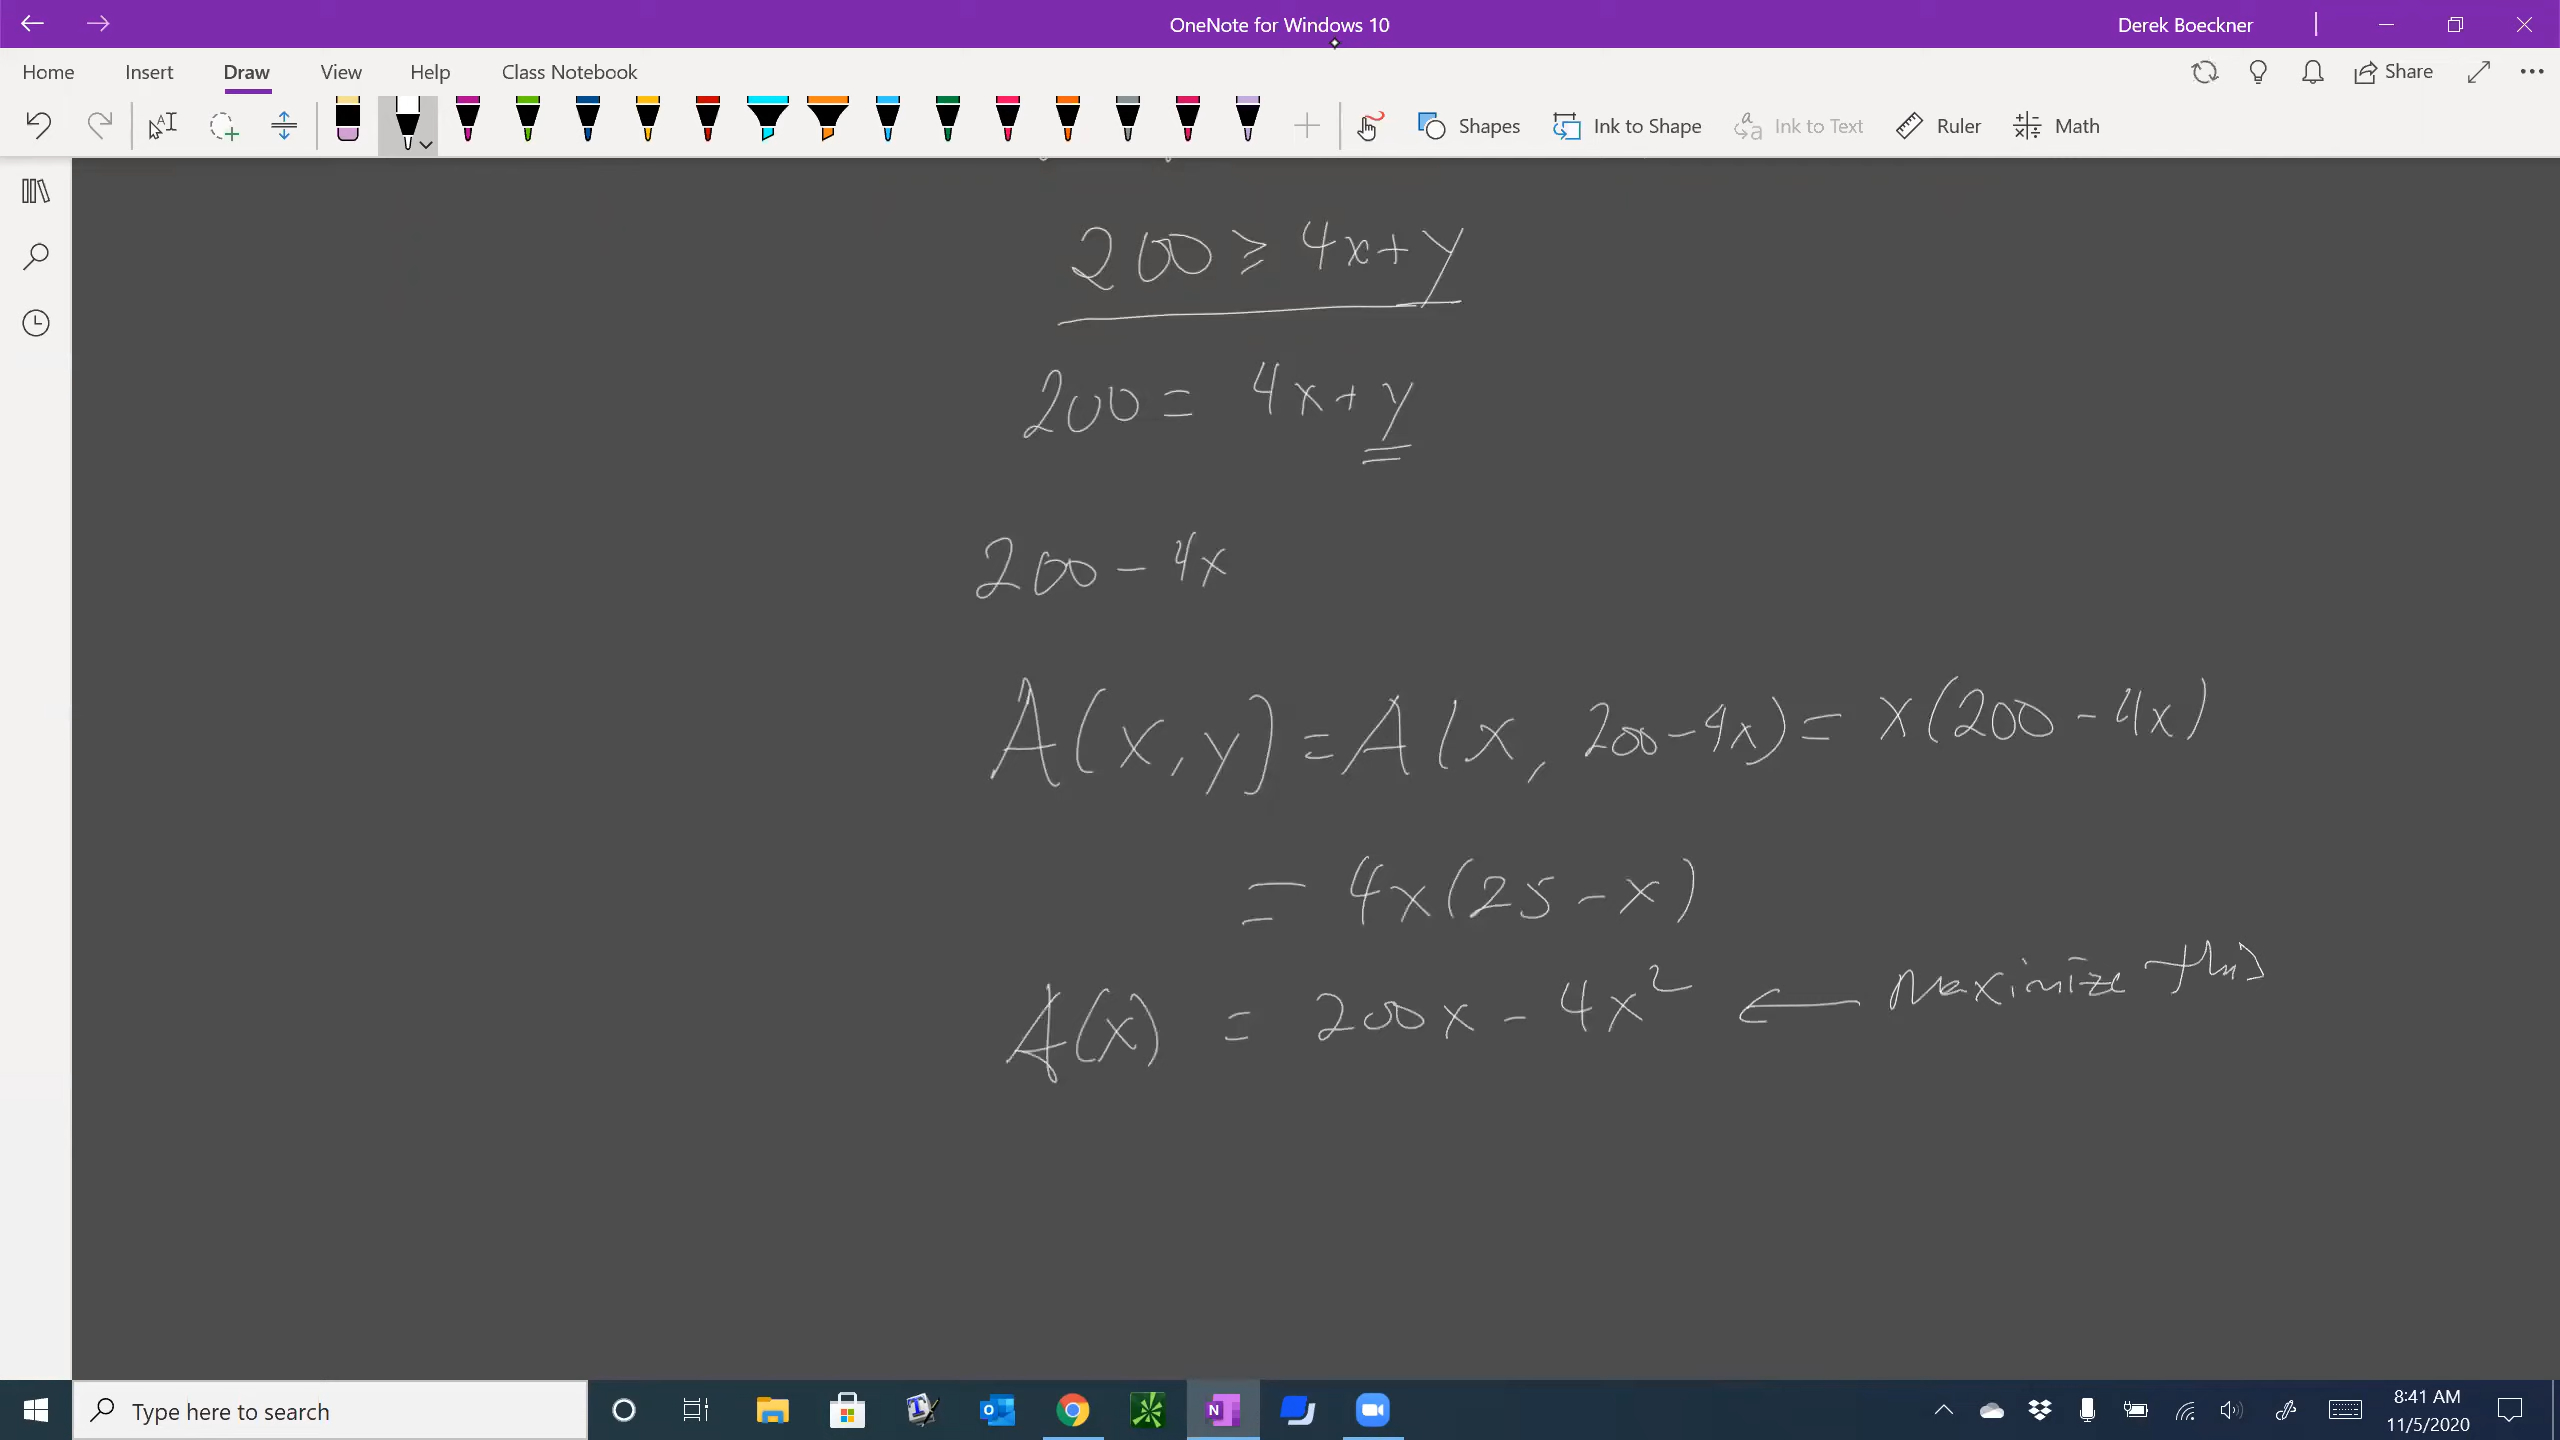 OneNote for Windows 10
Derek Boeckner
Home Insert Draw View Help Class Notebook
Share
Shapes Ink to Shape Ink to Text Ruler Math
200 ≥ 4x+y
200 = 4x+y
200 - 4x
A(x,y) = A(x, 200-4x) = x(200-4x)
= 4x(25-x)
A(x) = 200x - 4x² ← Maximize this
Type here to search
8:41 AM
11/5/2020